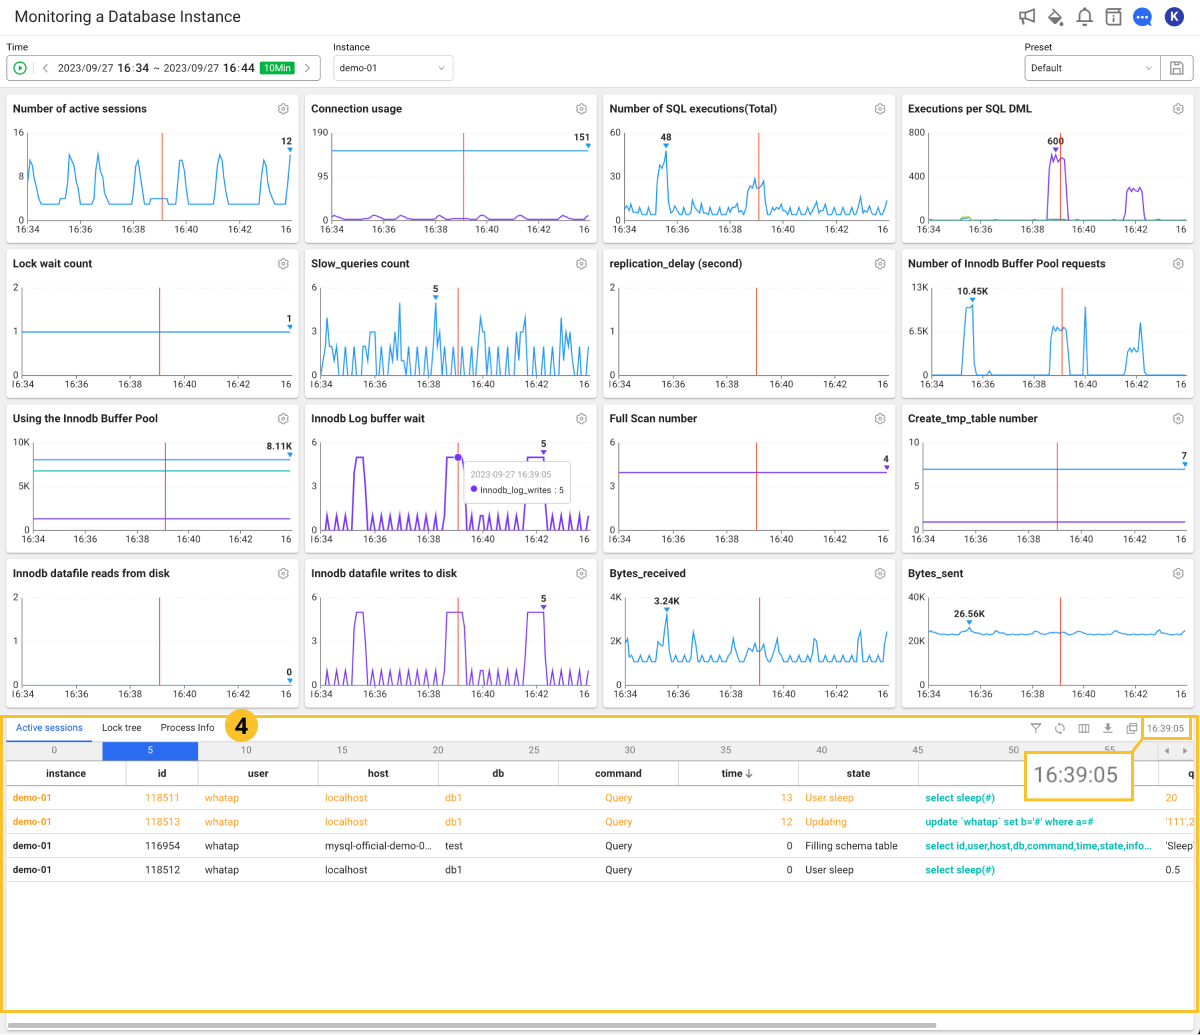 Monitoring a Database Instance
K
Time
Instance
Preset
2023/09/27 16:34 ~ 2023/09/27 16:44 10Min
demo-01
Default
Number of active sessions
16
8
0
12
16:34 16:36 16:38 16:40 16:42 16
Connection usage
190
95
0
151
16:34 16:36 16:38 16:40 16:42 16
Number of SQL executions(Total)
60
30
0
48
16:34 16:36 16:38 16:40 16:42 16
Executions per SQL DML
800
400
0
600
16:34 16:36 16:38 16:40 16:42 16
Lock wait count
2
1
0
1
16:34 16:36 16:38 16:40 16:42 16
Slow_queries count
6
3
0
5
16:34 16:36 16:38 16:40 16:42 16
replication_delay (second)
2
1
0
16:34 16:36 16:38 16:40 16:42 16
Number of Innodb Buffer Pool requests
13K
6.5K
0
10.45K
16:34 16:36 16:38 16:40 16:42 16
Using the Innodb Buffer Pool
10K
5K
0
8.11K
16:34 16:36 16:38 16:40 16:42 16
Innodb Log buffer wait
6
3
0
5
2023-09-27 16:39:05
Innodb_log_writes : 5
16:34 16:36 16:38 16:40 16:42 16
Full Scan number
6
3
0
4
16:34 16:36 16:38 16:40 16:42 16
Create_tmp_table number
10
5
0
7
16:34 16:36 16:38 16:40 16:42 16
Innodb datafile reads from disk
2
1
0
0
16:34 16:36 16:38 16:40 16:42 16
Innodb datafile writes to disk
6
3
0
5
16:34 16:36 16:38 16:40 16:42 16
Bytes_received
4K
2K
0
3.24K
16:34 16:36 16:38 16:40 16:42 16
Bytes_sent
40K
20K
0
26.56K
16:34 16:36 16:38 16:40 16:42 16
Active sessions Lock tree Process Info 4 16:39:05
0 5 10 15 20 25 30 35 40 45 50 55
16:39:05
instance id user host db command time state q
demo-01 118511 whatap localhost db1 Query 13 User sleep select sleep(#) 20
demo-01 118513 whatap localhost db1 Query 12 Updating update `whatap` set b='#' where a=# '111',2
demo-01 116954 whatap mysql-official-demo-0... test Query 0 Filling schema table select id,user,host,db,command,time,state,info... 'Sleep'
demo-01 118512 whatap localhost db1 Query 0 User sleep select sleep(#) 0.5